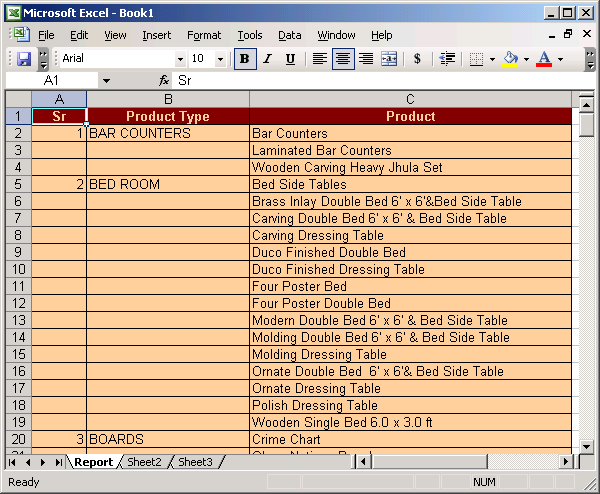 Microsoft Excel - Book1
File Edit View Insert Format Tools Data
Arial 10 B I U $ A
A1 fx Sr
A B C
1 Sr Product Type Product
2 1 BAR COUNTERS Bar Counters
3 Laminated Bar Counters
4 Wooden Carving Heavy Jhula Set
5 2 BED ROOM Bed Side Tables
6 Brass Inlay Double Bed 6' x 6'&Bed Side Table
7 Carving Double Bed 6' x 6' & Bed Side Table
8 Carving Dressing Table
9 Duco Finished Double Bed
10 Duco Finished Dressing Table
11 Four Poster Bed
12 Four Poster Double Bed
13 Modern Double Bed 6' x 6' & Bed Side Table
14 Molding Double Bed 6' x 6' & Bed Side Table
15 Molding Dressing Table
16 Ornate Double Bed  6' x 6'& Bed Side Table
17 Ornate Dressing Table
18 Polish Dressing Table
19 Wooden Single Bed 6.0 x 3.0 ft
20 3 BOARDS Crime Chart
Report Sheet2 Sheet3
Ready NUM